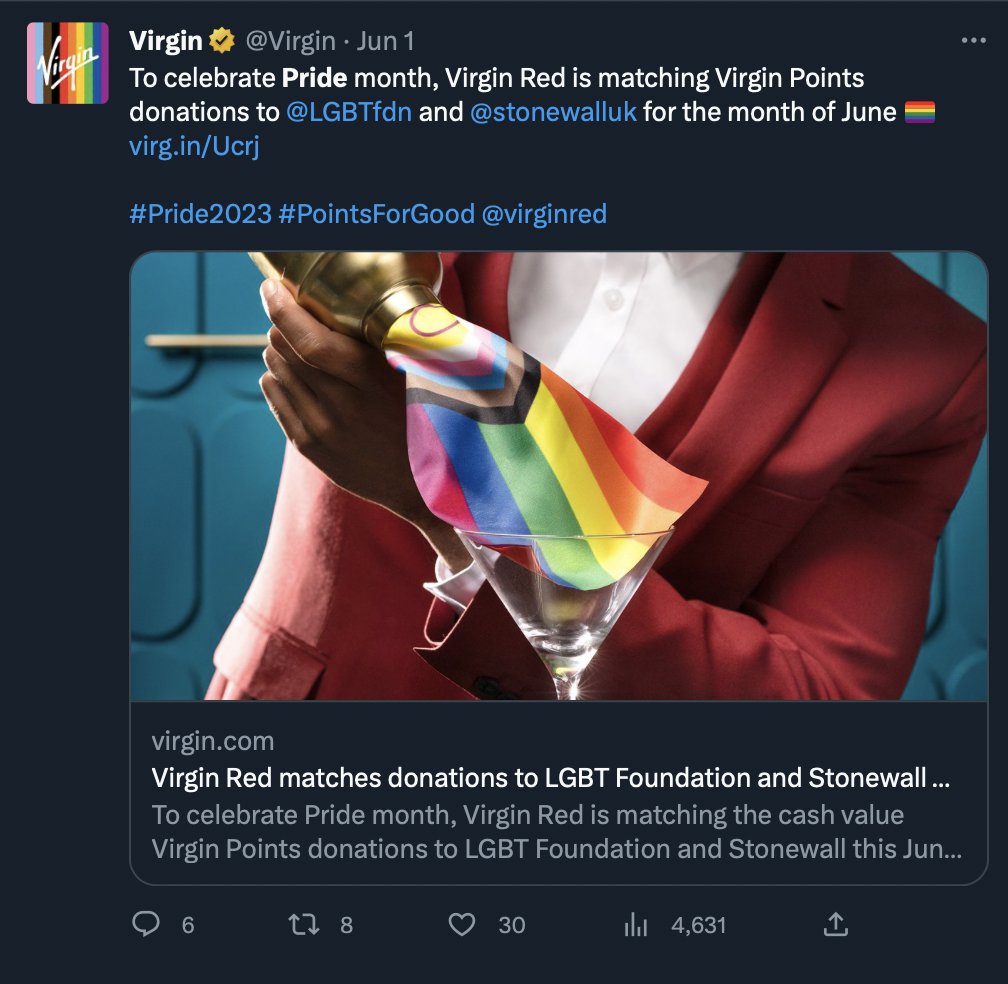 Virgin
Virgin @Virgin · Jun 1
To celebrate Pride month, Virgin Red is matching Virgin Points
donations to @LGBTfdn and @stonewalluk for the month of June 🏳️‍🌈
virg.in/Ucrj
#Pride2023 #PointsForGood @virginred
virgin.com
Virgin Red matches donations to LGBT Foundation and Stonewall ...
To celebrate Pride month, Virgin Red is matching the cash value
Virgin Points donations to LGBT Foundation and Stonewall this Jun...
6 8 30 4,631